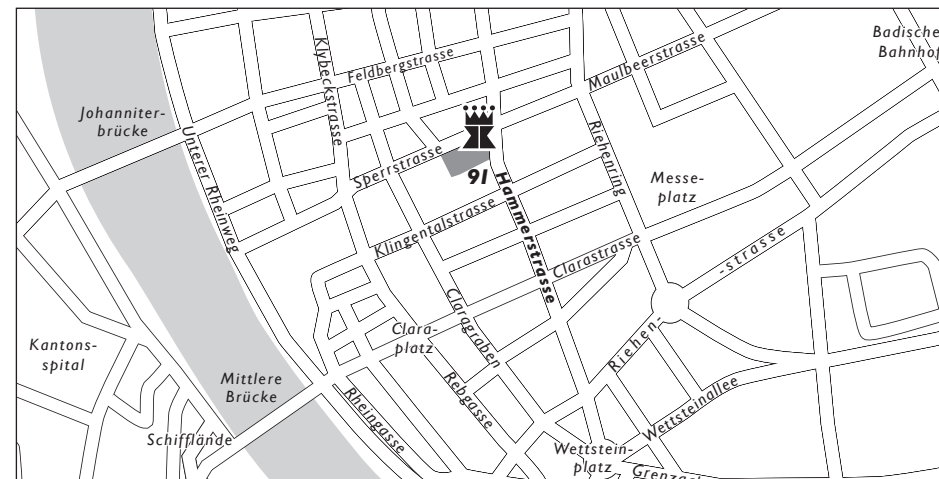 Badische
Bahnhof
Johanniter-
brücke
Klybeckstrasse
Feldbergstrasse
Maulbeerstrasse
Unterer Rheinweg
Sperrstrasse
91
Riehenring
Messe-
platz
Hammerstrasse
Klingentalstrasse
Clarastrasse
-strasse
Clara-
platz
Claragraben
Riehen-
Kantons-
spital
Mittlere
Brücke
Rheingasse
Rebgasse
Wettsteinallee
Schifflände
Wettstein-
platz